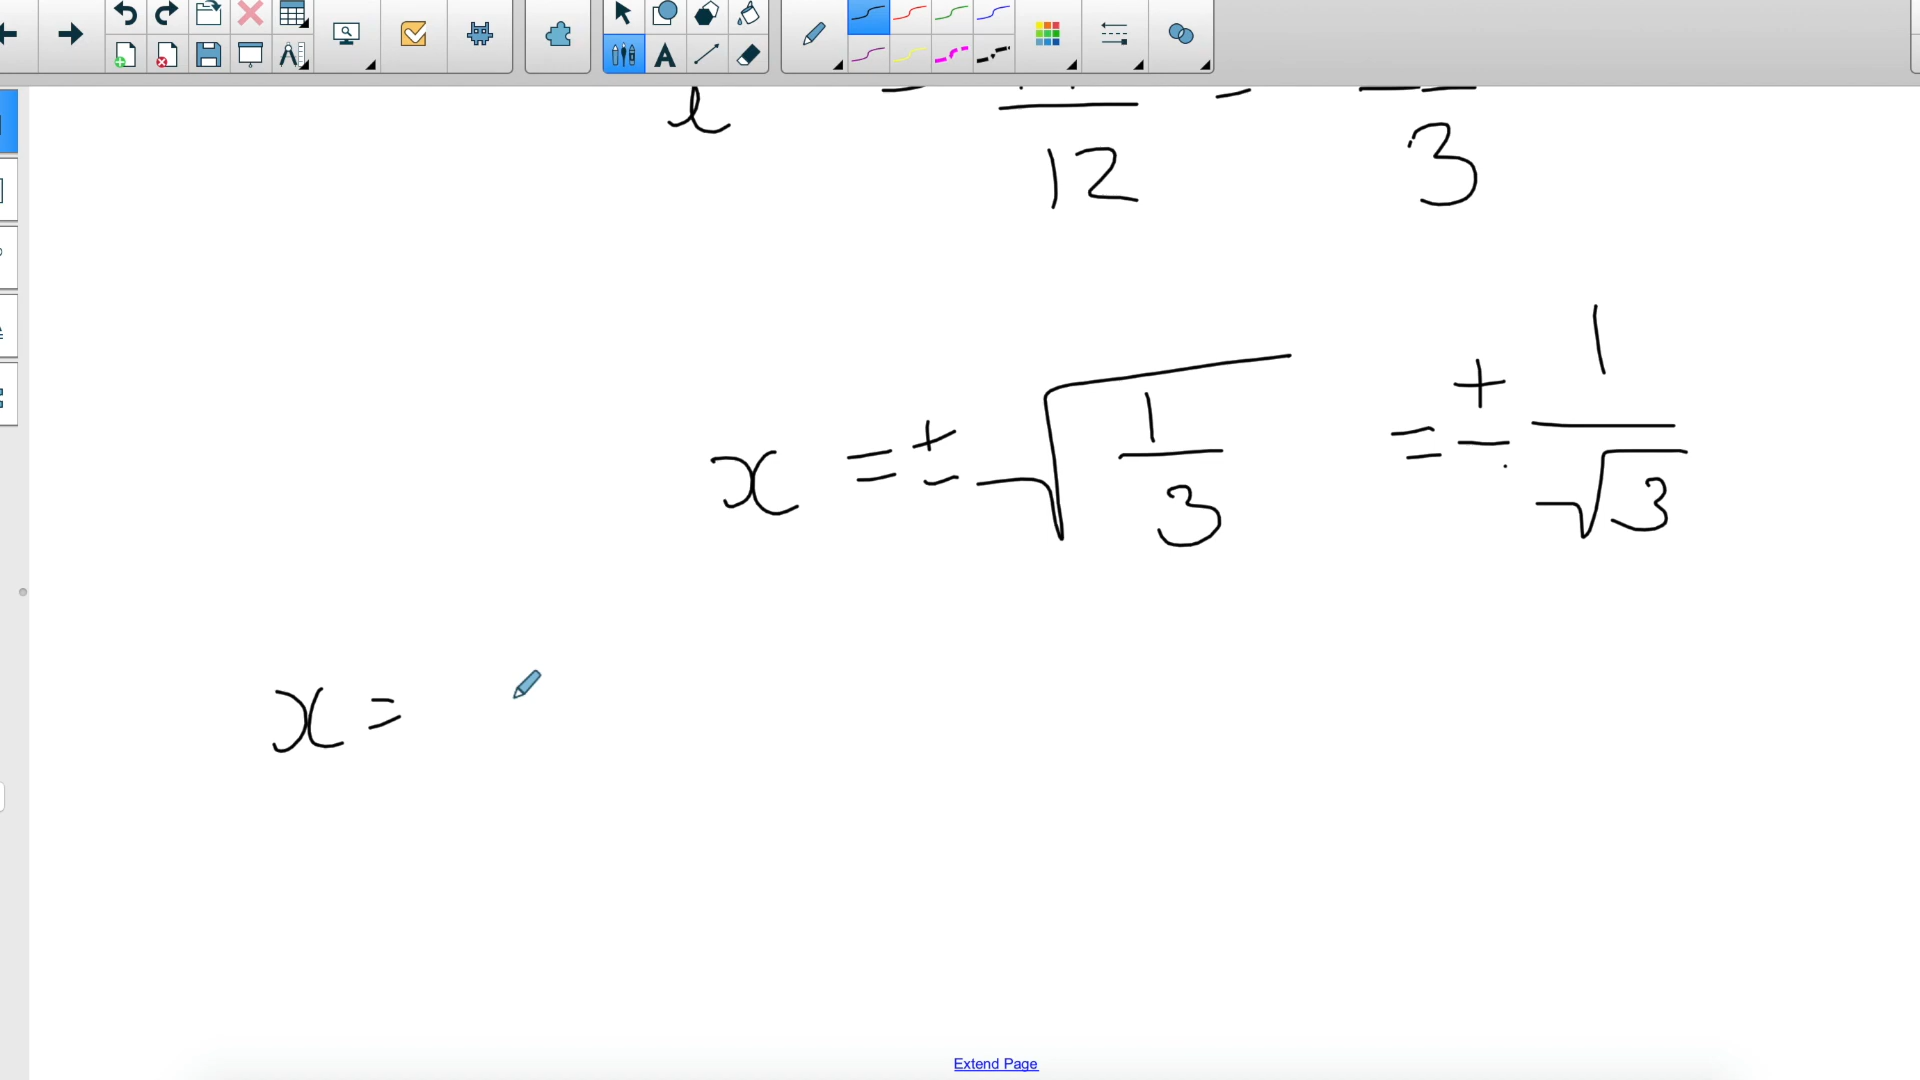 x = / 12 = / 3
x = ± √ 1 / 3 = ± 1 / √3
x =
Extend Page